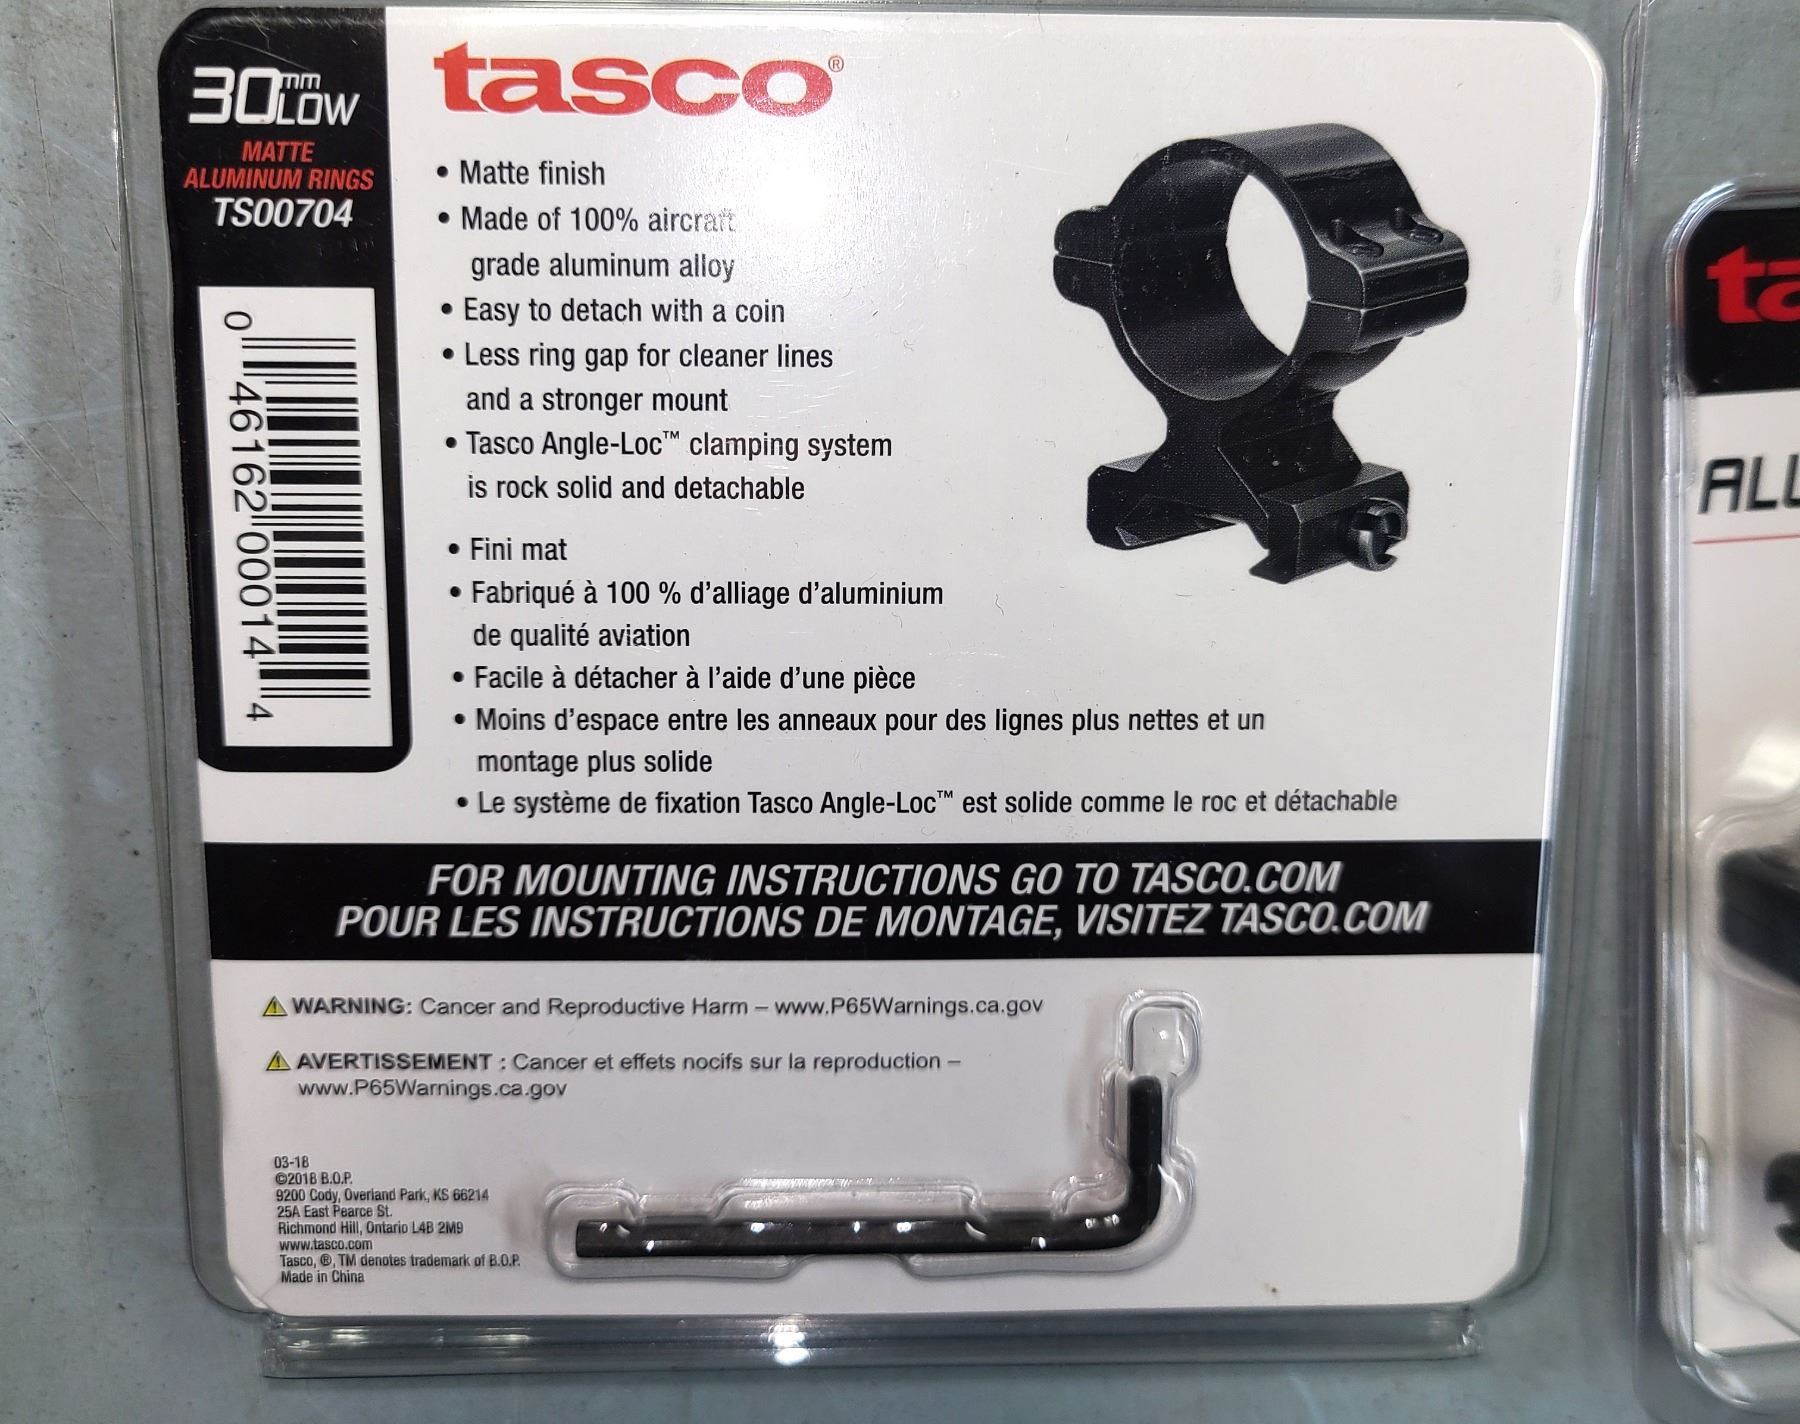 30mm LOW
MATTE
ALUMINUM RINGS
TS00704
0 46162 00014 4
tasco®
• Matte finish
• Made of 100% aircraft
grade aluminum alloy
• Easy to detach with a coin
• Less ring gap for cleaner lines
and a stronger mount
• Tasco Angle-Loc™ clamping system
is rock solid and detachable
• Fini mat
• Fabriqué à 100 % d'alliage d'aluminium
de qualité aviation
• Facile à détacher à l'aide d'une pièce
• Moins d'espace entre les anneaux pour des lignes plus nettes et un
montage plus solide
• Le système de fixation Tasco Angle-Loc™ est solide comme le roc et détachable
FOR MOUNTING INSTRUCTIONS GO TO TASCO.COM
POUR LES INSTRUCTIONS DE MONTAGE, VISITEZ TASCO.COM
⚠ WARNING: Cancer and Reproductive Harm – www.P65Warnings.ca.gov
⚠ AVERTISSEMENT : Cancer et effets nocifs sur la reproduction –
www.P65Warnings.ca.gov
03-18
©2018 B.O.P.
9200 Cody, Overland Park, KS 66214
25A East Pearce St.
Richmond Hill, Ontario L4B 2M9
www.tasco.com
Tasco, ®, TM denotes trademark of B.O.P.
Made in China
ta
ALU